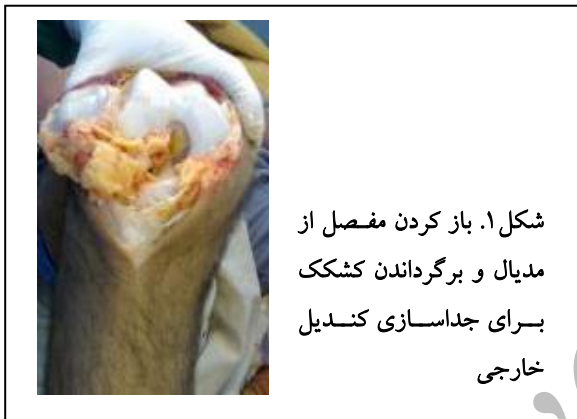 شکل۱. باز کردن مفصل از
مدیال و برگرداندن کشکک
برای جداسازی کندیل
خارجی